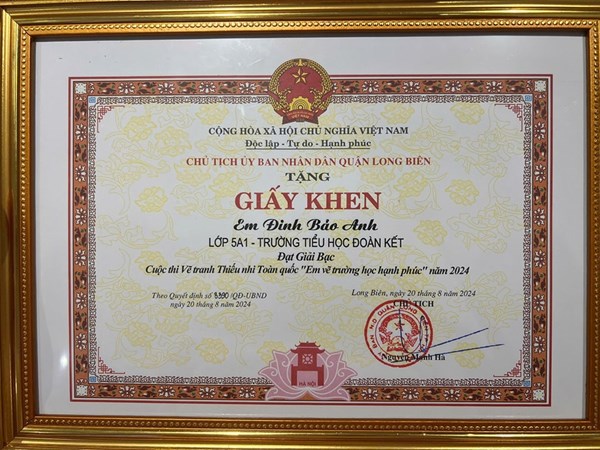 CỘNG HÒA XÃ HỘI CHỦ NGHĨA VIỆT NAM
Độc lập - Tự do - Hạnh phúc
CHỦ TỊCH ỦY BAN NHÂN DÂN QUẬN LONG BIÊN
TẶNG
GIẤY KHEN
Em Đinh Bảo Anh
LỚP 5A1 - TRƯỜNG TIỂU HỌC ĐOÀN KẾT
Đạt Giải Bạc
Cuộc thi Vẽ tranh Thiếu nhi Toàn quốc "Em vẽ trường học hạnh phúc" năm 2024
Theo Quyết định số /QĐ-UBND
ngày 20 tháng 8 năm 2024
Long Biên, ngày 20 tháng 8 năm 2024
CHỦ TỊCH
Nguyễn Mạnh Hà
HÀ NỘI